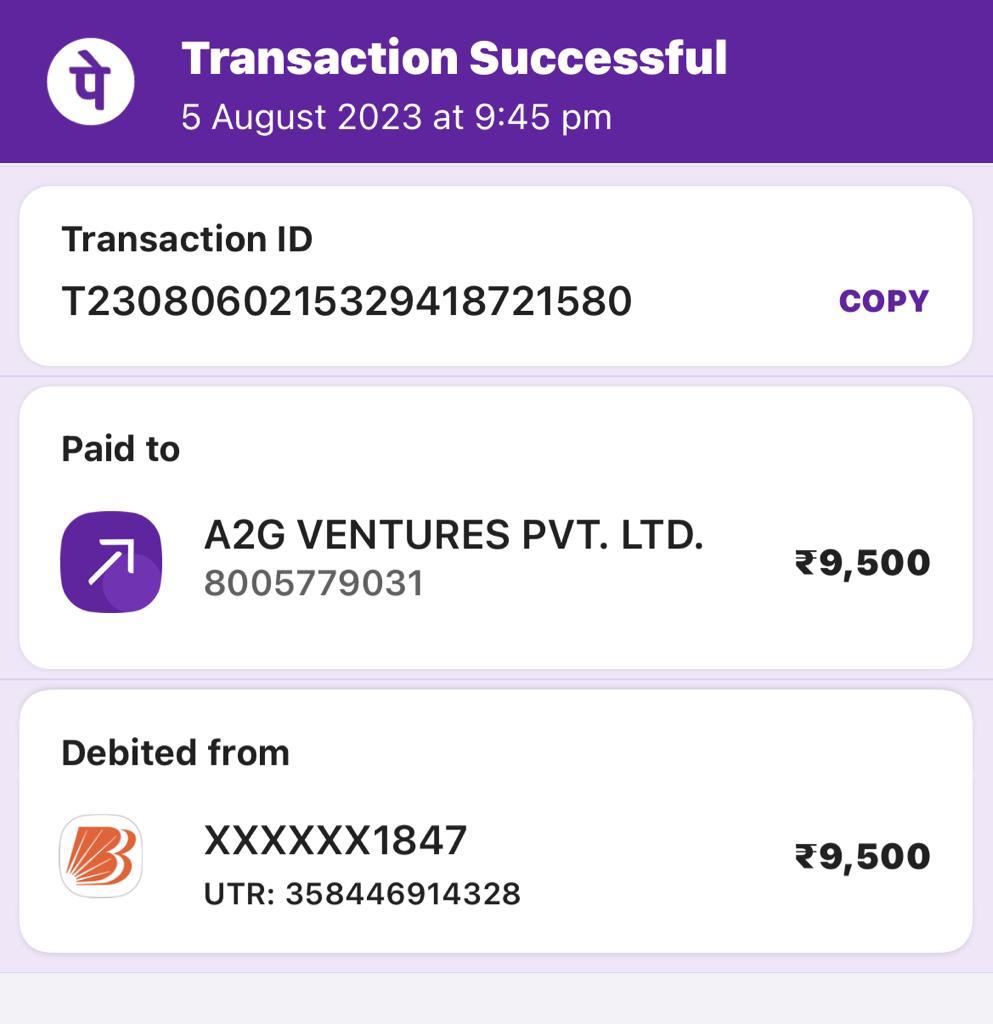 पे
Transaction Successful
5 August 2023 at 9:45 pm
Transaction ID
T2308060215329418721580
COPY
Paid to
A2G VENTURES PVT. LTD.
8005779031
₹9,500
Debited from
XXXXXX1847
₹9,500
UTR: 358446914328